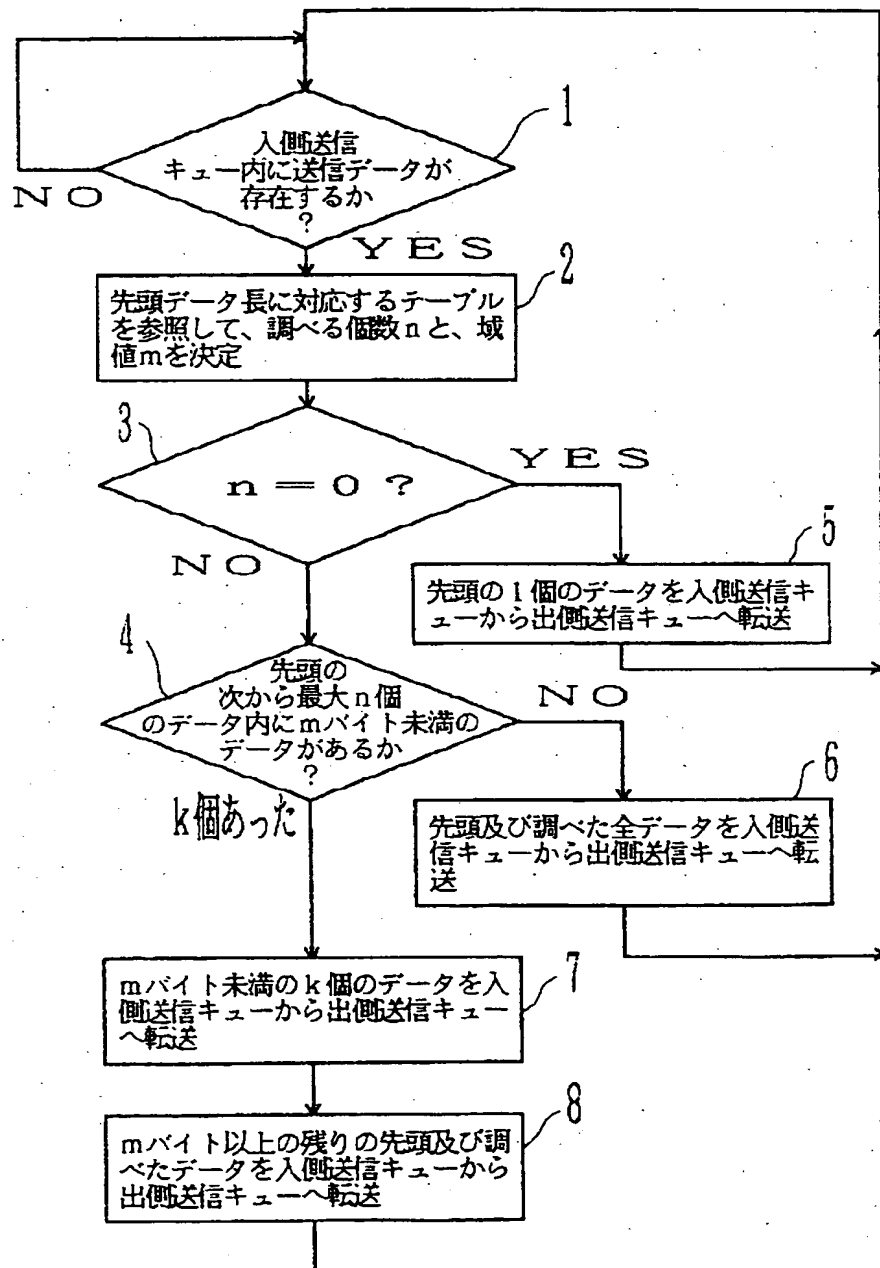 1
入側送信
キュー内に送信データが
存在するか
?
NO
YES
2
先頭データ長に対応するテーブル
を参照して、調べる個数nと、域
値mを決定
3
n=0?
YES
NO
5
先頭の1個のデータを入側送信キ
ューから出側送信キューへ転送
4
先頭の
次から最大n個
のデータ内にmバイト未満の
データがあるか
?
NO
k個あった
6
先頭及び調べた全データを入側送
信キューから出側送信キューへ転
送
7
mバイト未満のk個のデータを入
側送信キューから出側送信キュー
へ転送
8
mバイト以上の残りの先頭及び調
べたデータを入側送信キューから
出側送信キューへ転送